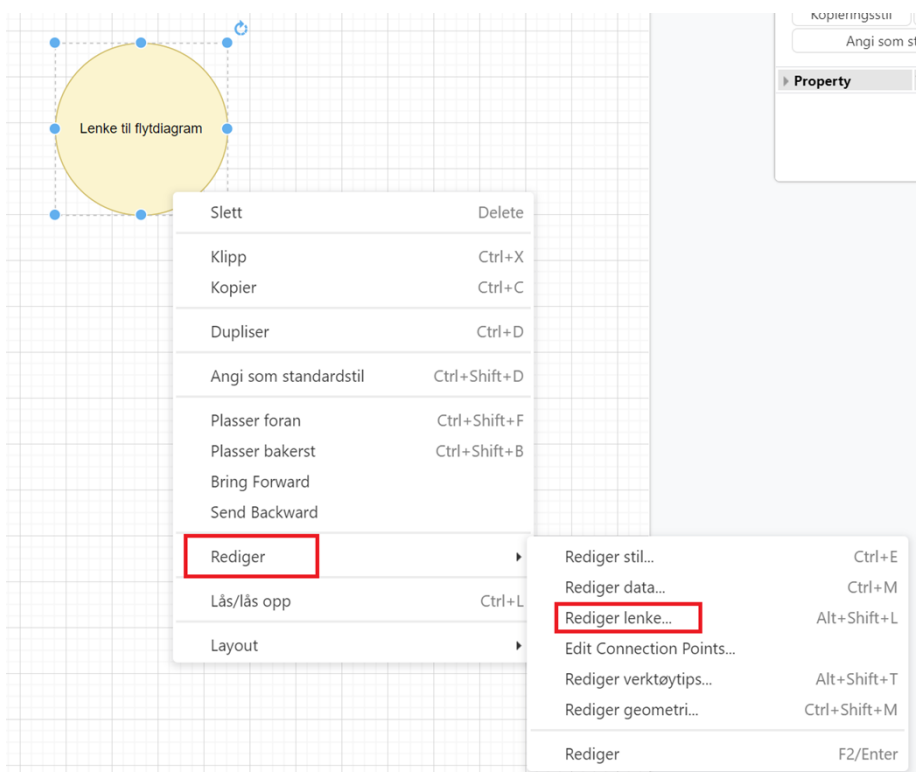 Kopieringsstil
Angi som st
Property
Lenke til flytdiagram
Slett Delete
Klipp Ctrl+X
Kopier Ctrl+C
Dupliser Ctrl+D
Angi som standardstil Ctrl+Shift+D
Plasser foran Ctrl+Shift+F
Plasser bakerst Ctrl+Shift+B
Bring Forward
Send Backward
Rediger
Lås/lås opp Ctrl+L
Layout
Rediger stil... Ctrl+E
Rediger data... Ctrl+M
Rediger lenke... Alt+Shift+L
Edit Connection Points...
Rediger verktøytips... Alt+Shift+T
Rediger geometri... Ctrl+Shift+M
Rediger F2/Enter